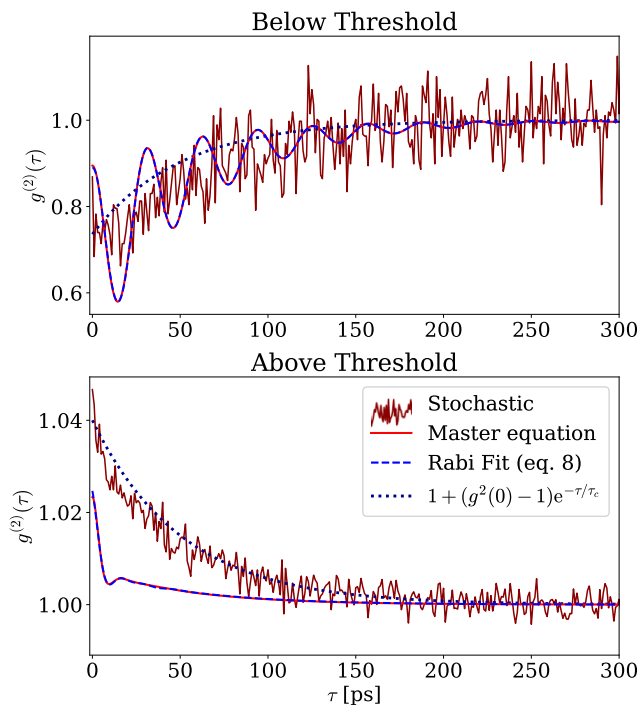 Below Threshold
g⁽²⁾(τ)
1.0
0.8
0.6
0 50 100 150 200 250 300
Above Threshold
g⁽²⁾(τ)
1.04
1.02
1.00
Stochastic
Master equation
Rabi Fit (eq. 8)
1 + (g²(0) − 1)e^{−τ/τ_c}
0 50 100 150 200 250 300
τ [ps]